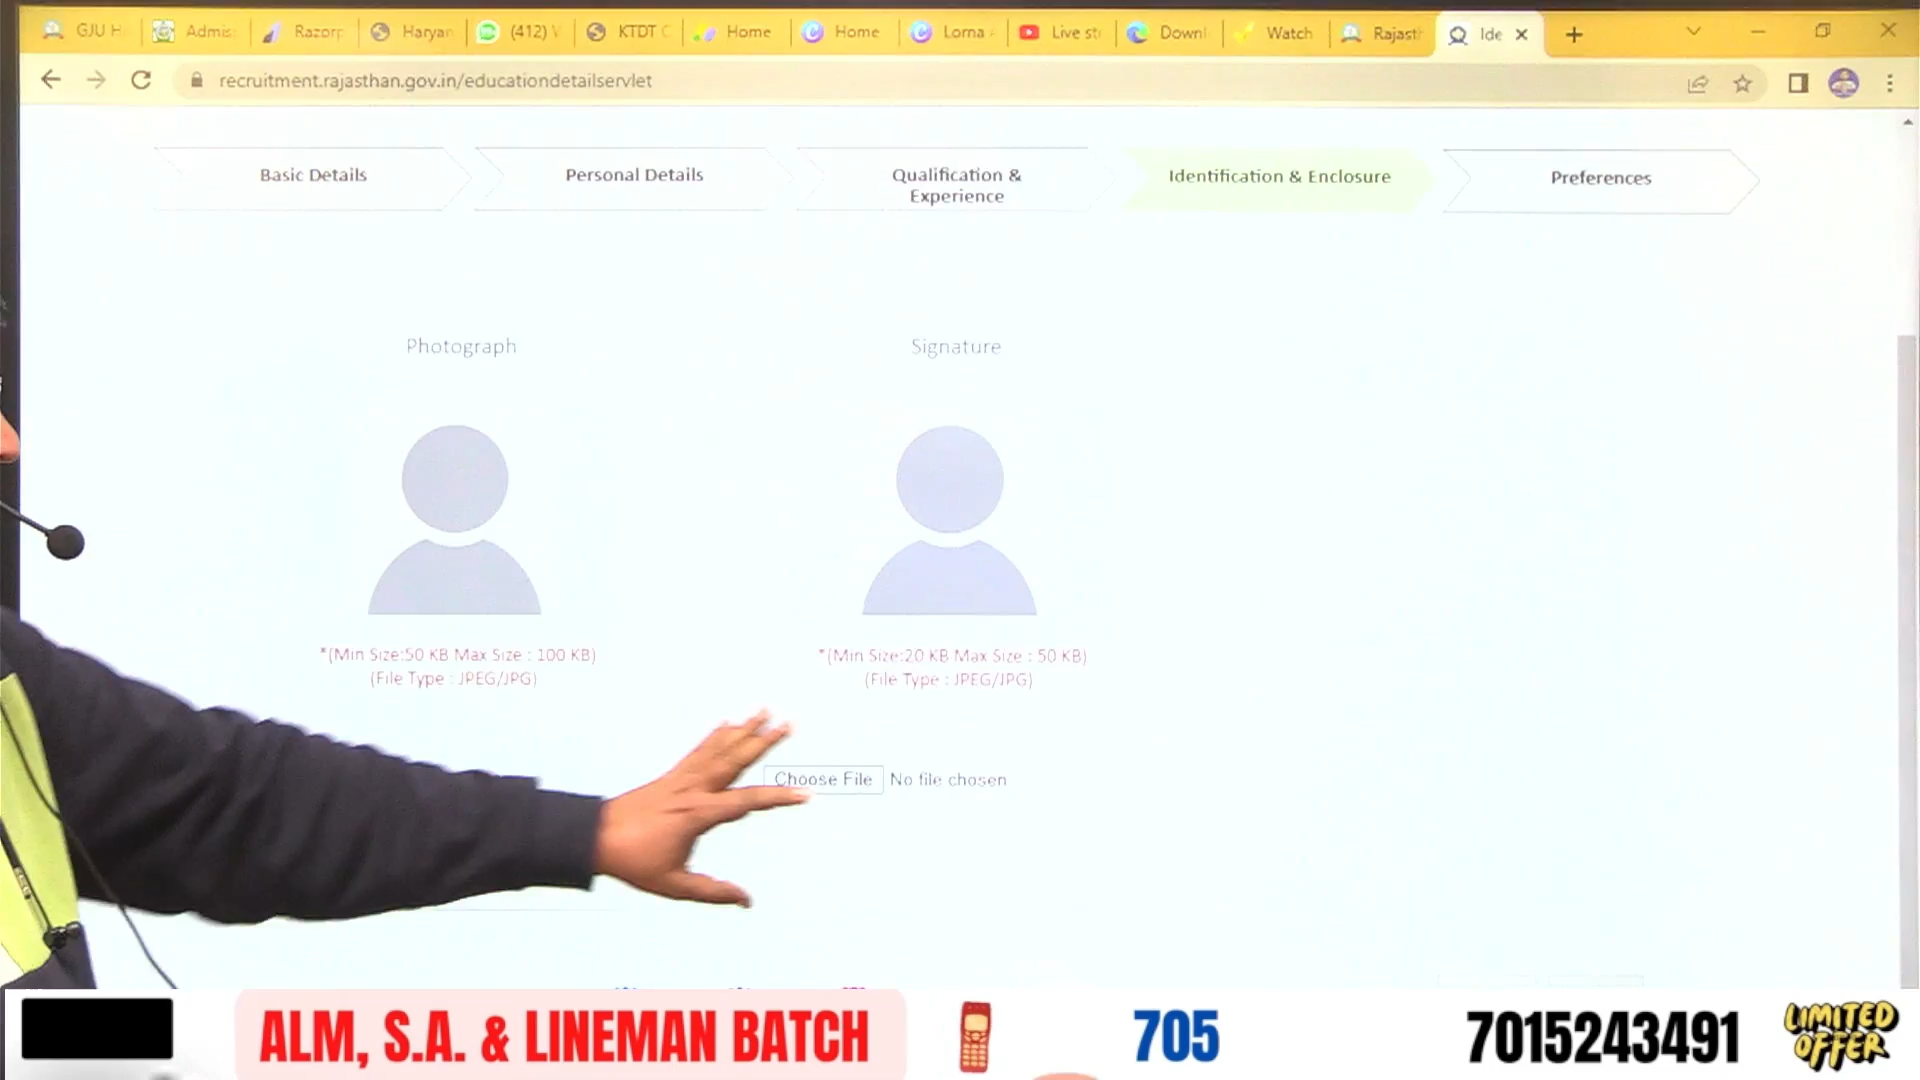 GJU H
Admis
Razorp
Haryan
(412) V
KTDT C
Home
Home
Lorna A
Live str
Downl
Watch
Rajasth
Ide
recruitment.rajasthan.gov.in/educationdetailservlet
Basic Details
Personal Details
Qualification &
Experience
Identification & Enclosure
Preferences
Photograph
Signature
*(Min Size:50 KB Max Size : 100 KB)
(File Type : JPEG/JPG)
*(Min Size:20 KB Max Size : 50 KB)
(File Type : JPEG/JPG)
Choose File No file chosen
ALM, S.A. & LINEMAN BATCH
705
7015243491
LIMITED
OFFER